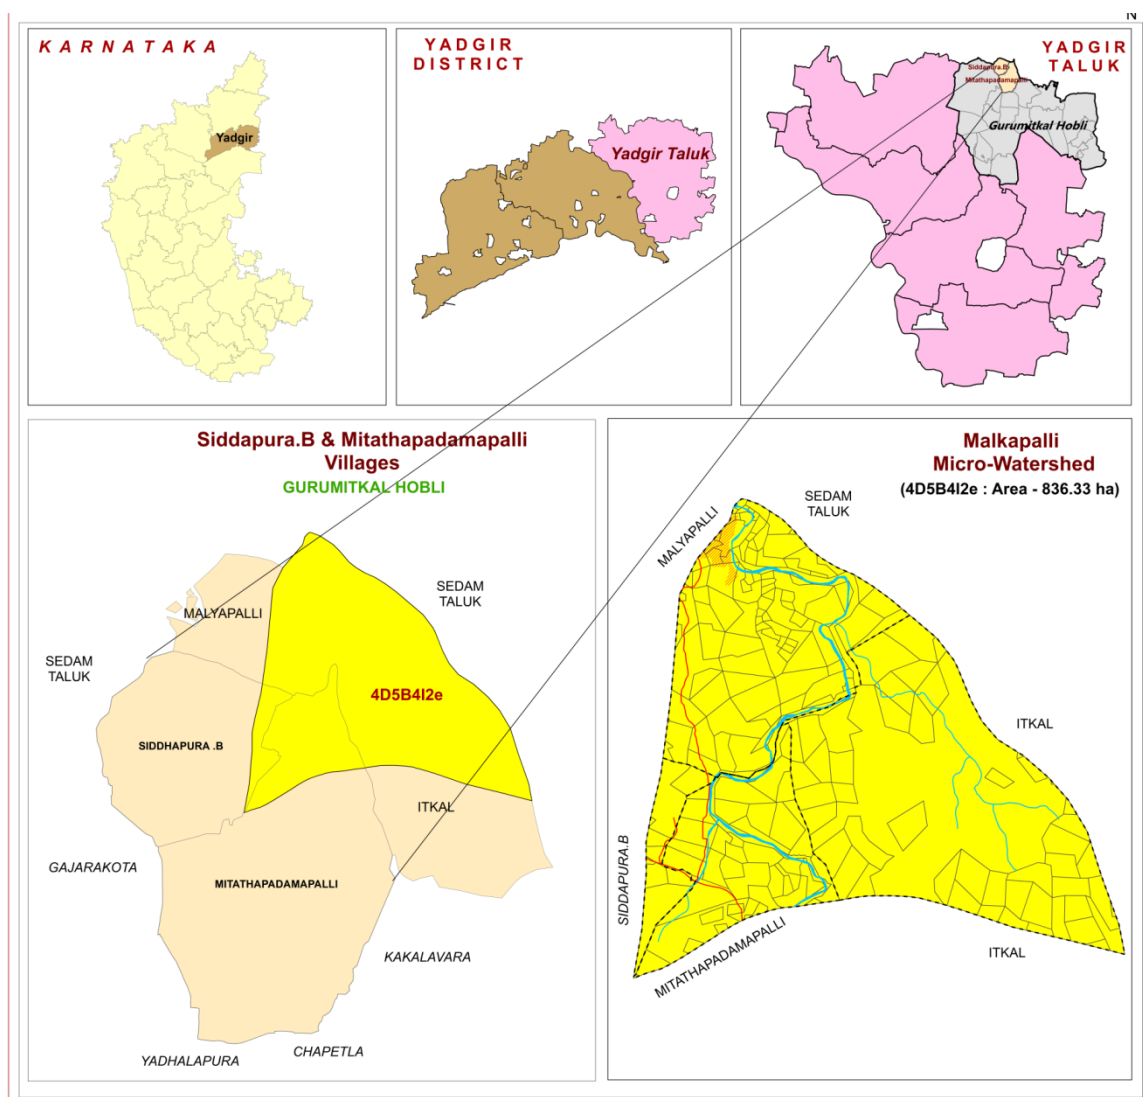 N
K A R N A T A K A
Yadgir
YADGIR
DISTRICT
Yadgir Taluk
YADGIR
TALUK
Siddapura.B
Mitathapadamapalli
Gurumitkal Hobli
Siddapura.B & Mitathapadamapalli
Villages
GURUMITKAL HOBLI
SEDAM
TALUK
MALYAPALLI
SEDAM
TALUK
4D5B4I2e
SIDDHAPURA .B
ITKAL
GAJARAKOTA
MITATHAPADAMAPALLI
KAKALAVARA
CHAPETLA
YADHALAPURA
Malkapalli
Micro-Watershed
(4D5B4I2e : Area - 836.33 ha)
SEDAM
TALUK
MALYAPALLI
ITKAL
SIDDAPURA.B
MITATHAPADAMAPALLI
ITKAL